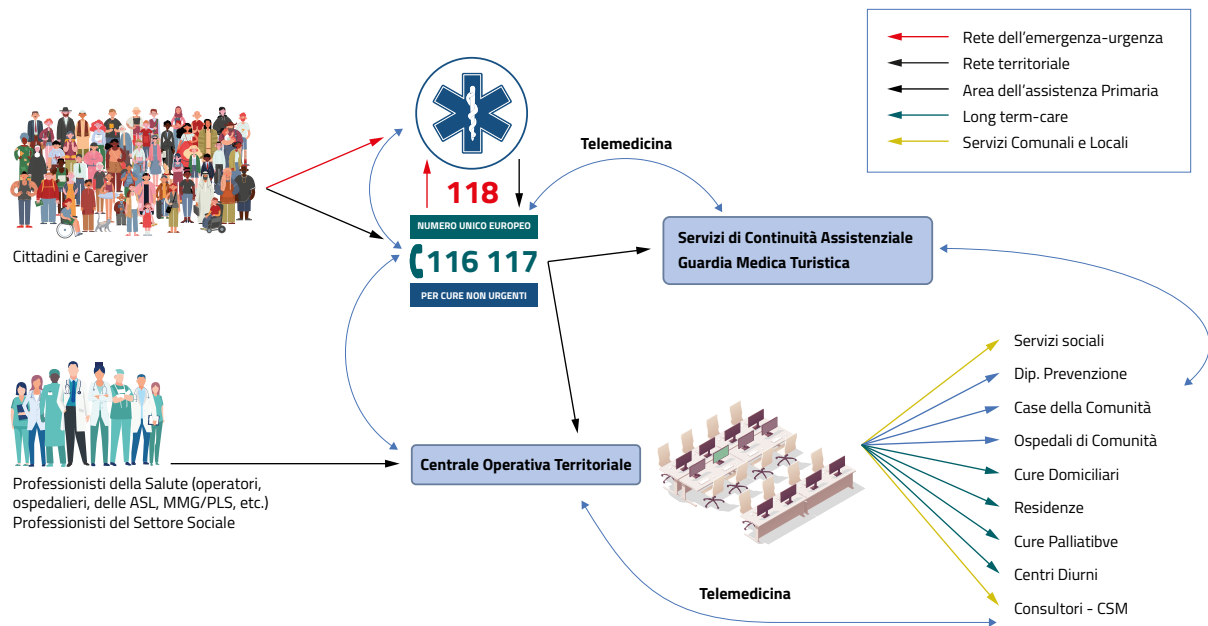 Rete dell'emergenza-urgenza
Rete territoriale
Area dell'assistenza Primaria
Long term-care
Servizi Comunali e Locali
Cittadini e Caregiver
118
NUMERO UNICO EUROPEO
116 117
PER CURE NON URGENTI
Telemedicina
Servizi di Continuità Assistenziale
Guardia Medica Turistica
Professionisti della Salute (operatori,
ospedalieri, delle ASL, MMG/PLS, etc.)
Professionisti del Settore Sociale
Centrale Operativa Territoriale
Servizi sociali
Dip. Prevenzione
Case della Comunità
Ospedali di Comunità
Cure Domiciliari
Residenze
Cure Palliatibve
Centri Diurni
Consultori - CSM
Telemedicina